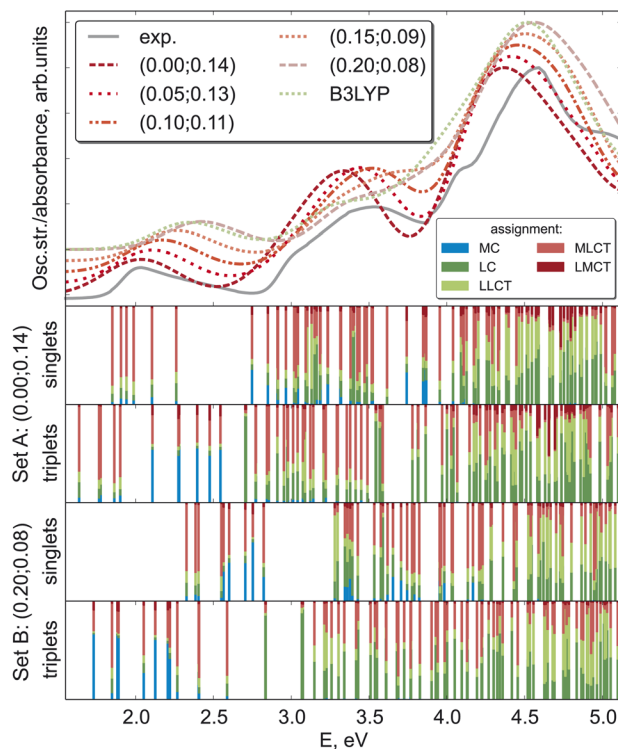 Osc.str./absorbance, arb.units
exp.
(0.00;0.14)
(0.05;0.13)
(0.10;0.11)
(0.15;0.09)
(0.20;0.08)
B3LYP
assignment:
MC
LC
LLCT
MLCT
LMCT
Set A: (0.00;0.14)
singlets
triplets
Set B: (0.20;0.08)
singlets
triplets
2.0 2.5 3.0 3.5 4.0 4.5 5.0
E, eV